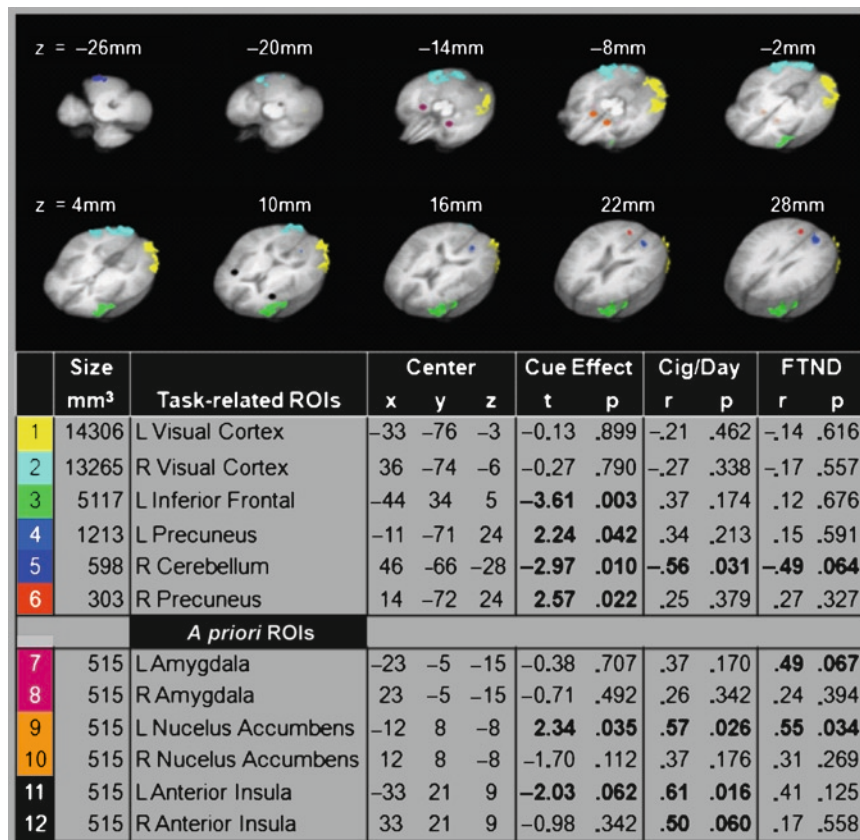 z = −26mm −20mm −14mm −8mm −2mm
z = 4mm 10mm 16mm 22mm 28mm
Size Center Cue Effect Cig/Day FTND
mm³ Task-related ROIs x y z t p r p r p
1 14306 L Visual Cortex −33 −76 −3 −0.13 .899 −.21 .462 −.14 .616
2 13265 R Visual Cortex 36 −74 −6 −0.27 .790 −.27 .338 −.17 .557
3 5117 L Inferior Frontal −44 34 5 −3.61 .003 .37 .174 .12 .676
4 1213 L Precuneus −11 −71 24 2.24 .042 .34 .213 .15 .591
5 598 R Cerebellum 46 −66 −28 −2.97 .010 −.56 .031 −.49 .064
6 303 R Precuneus 14 −72 24 2.57 .022 .25 .379 .27 .327
A priori ROIs
7 515 L Amygdala −23 −5 −15 −0.38 .707 .37 .170 .49 .067
8 515 R Amygdala 23 −5 −15 −0.71 .492 .26 .342 .24 .394
9 515 L Nucelus Accumbens −12 8 −8 2.34 .035 .57 .026 .55 .034
10 515 R Nucelus Accumbens 12 8 −8 −1.70 .112 .37 .176 .31 .269
11 515 L Anterior Insula −33 21 9 −2.03 .062 .61 .016 .41 .125
12 515 R Anterior Insula 33 21 9 −0.98 .342 .50 .060 .17 .558